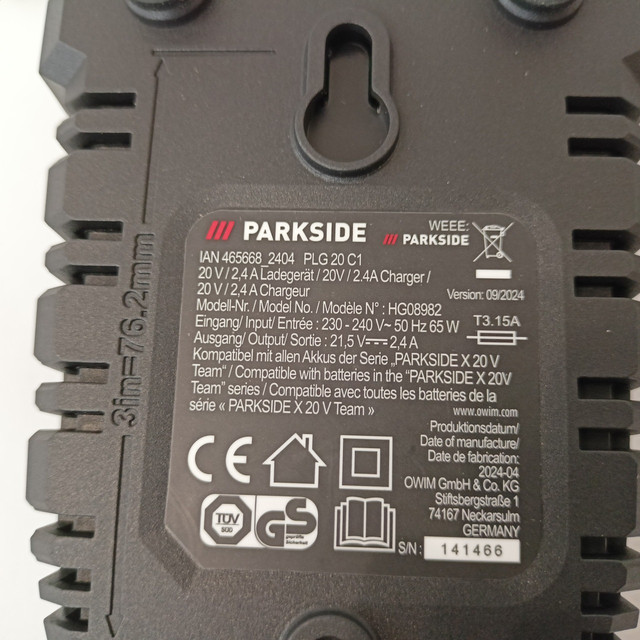 PARKSIDE
WEEE:
PARKSIDE
IAN 465668_2404 PLG 20 C1
20 V / 2,4 A Ladegerät / 20V / 2.4A Charger /
20 V / 2,4 A Chargeur
Version: 09/2024
Modell-Nr. / Model No. / Modèle N° : HG08982
Eingang/ Input/ Entrée : 230 - 240 V~ 50 Hz 65 W
T3.15A
Ausgang/ Output/ Sortie : 21,5 V⎓ 2,4 A
Kompatibel mit allen Akkus der Serie „PARKSIDE X 20 V
Team“ / Compatible with batteries in the “PARKSIDE X 20V
Team” series / Compatible avec toutes les batteries de la
série « PARKSIDE X 20 V Team »
www.owim.com
Produktionsdatum/
Date of manufacture/
Date de fabrication:
2024-04
OWIM GmbH & Co. KG
Stiftsbergstraße 1
74167 Neckarsulm
GERMANY
S/N: 141466
CE
TÜV
SÜD
GS
geprüfte
Sicherheit
3in=76.2mm